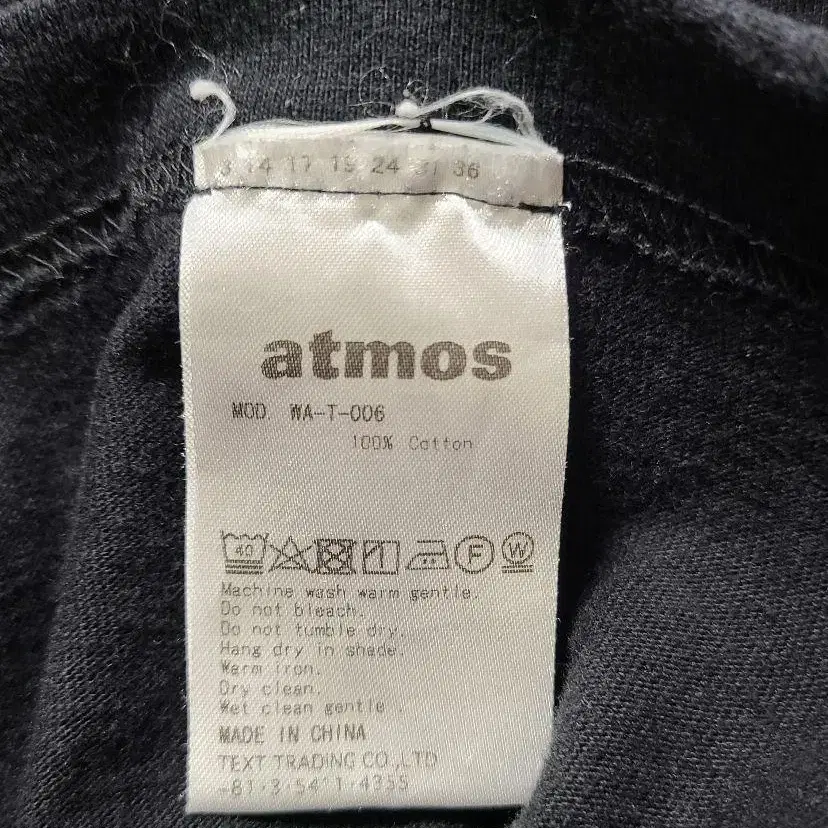 14 17 19 24 36
atmos
MOD. WA-T-006
100% Cotton
40 F W
Machine wash warm gentle.
Do not bleach.
Do not tumble dry.
Hang dry in shade.
Warm iron.
Dry clean.
Wet clean gentle .
MADE IN CHINA
TEXT TRADING CO.,LTD
-81-3-5411-4355